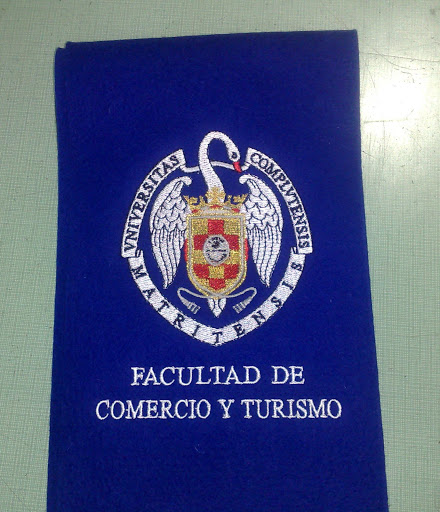 VNIVERSITAS COMPLVTENSIS
MATRITENSIS
FACULTAD DE
COMERCIO Y TURISMO